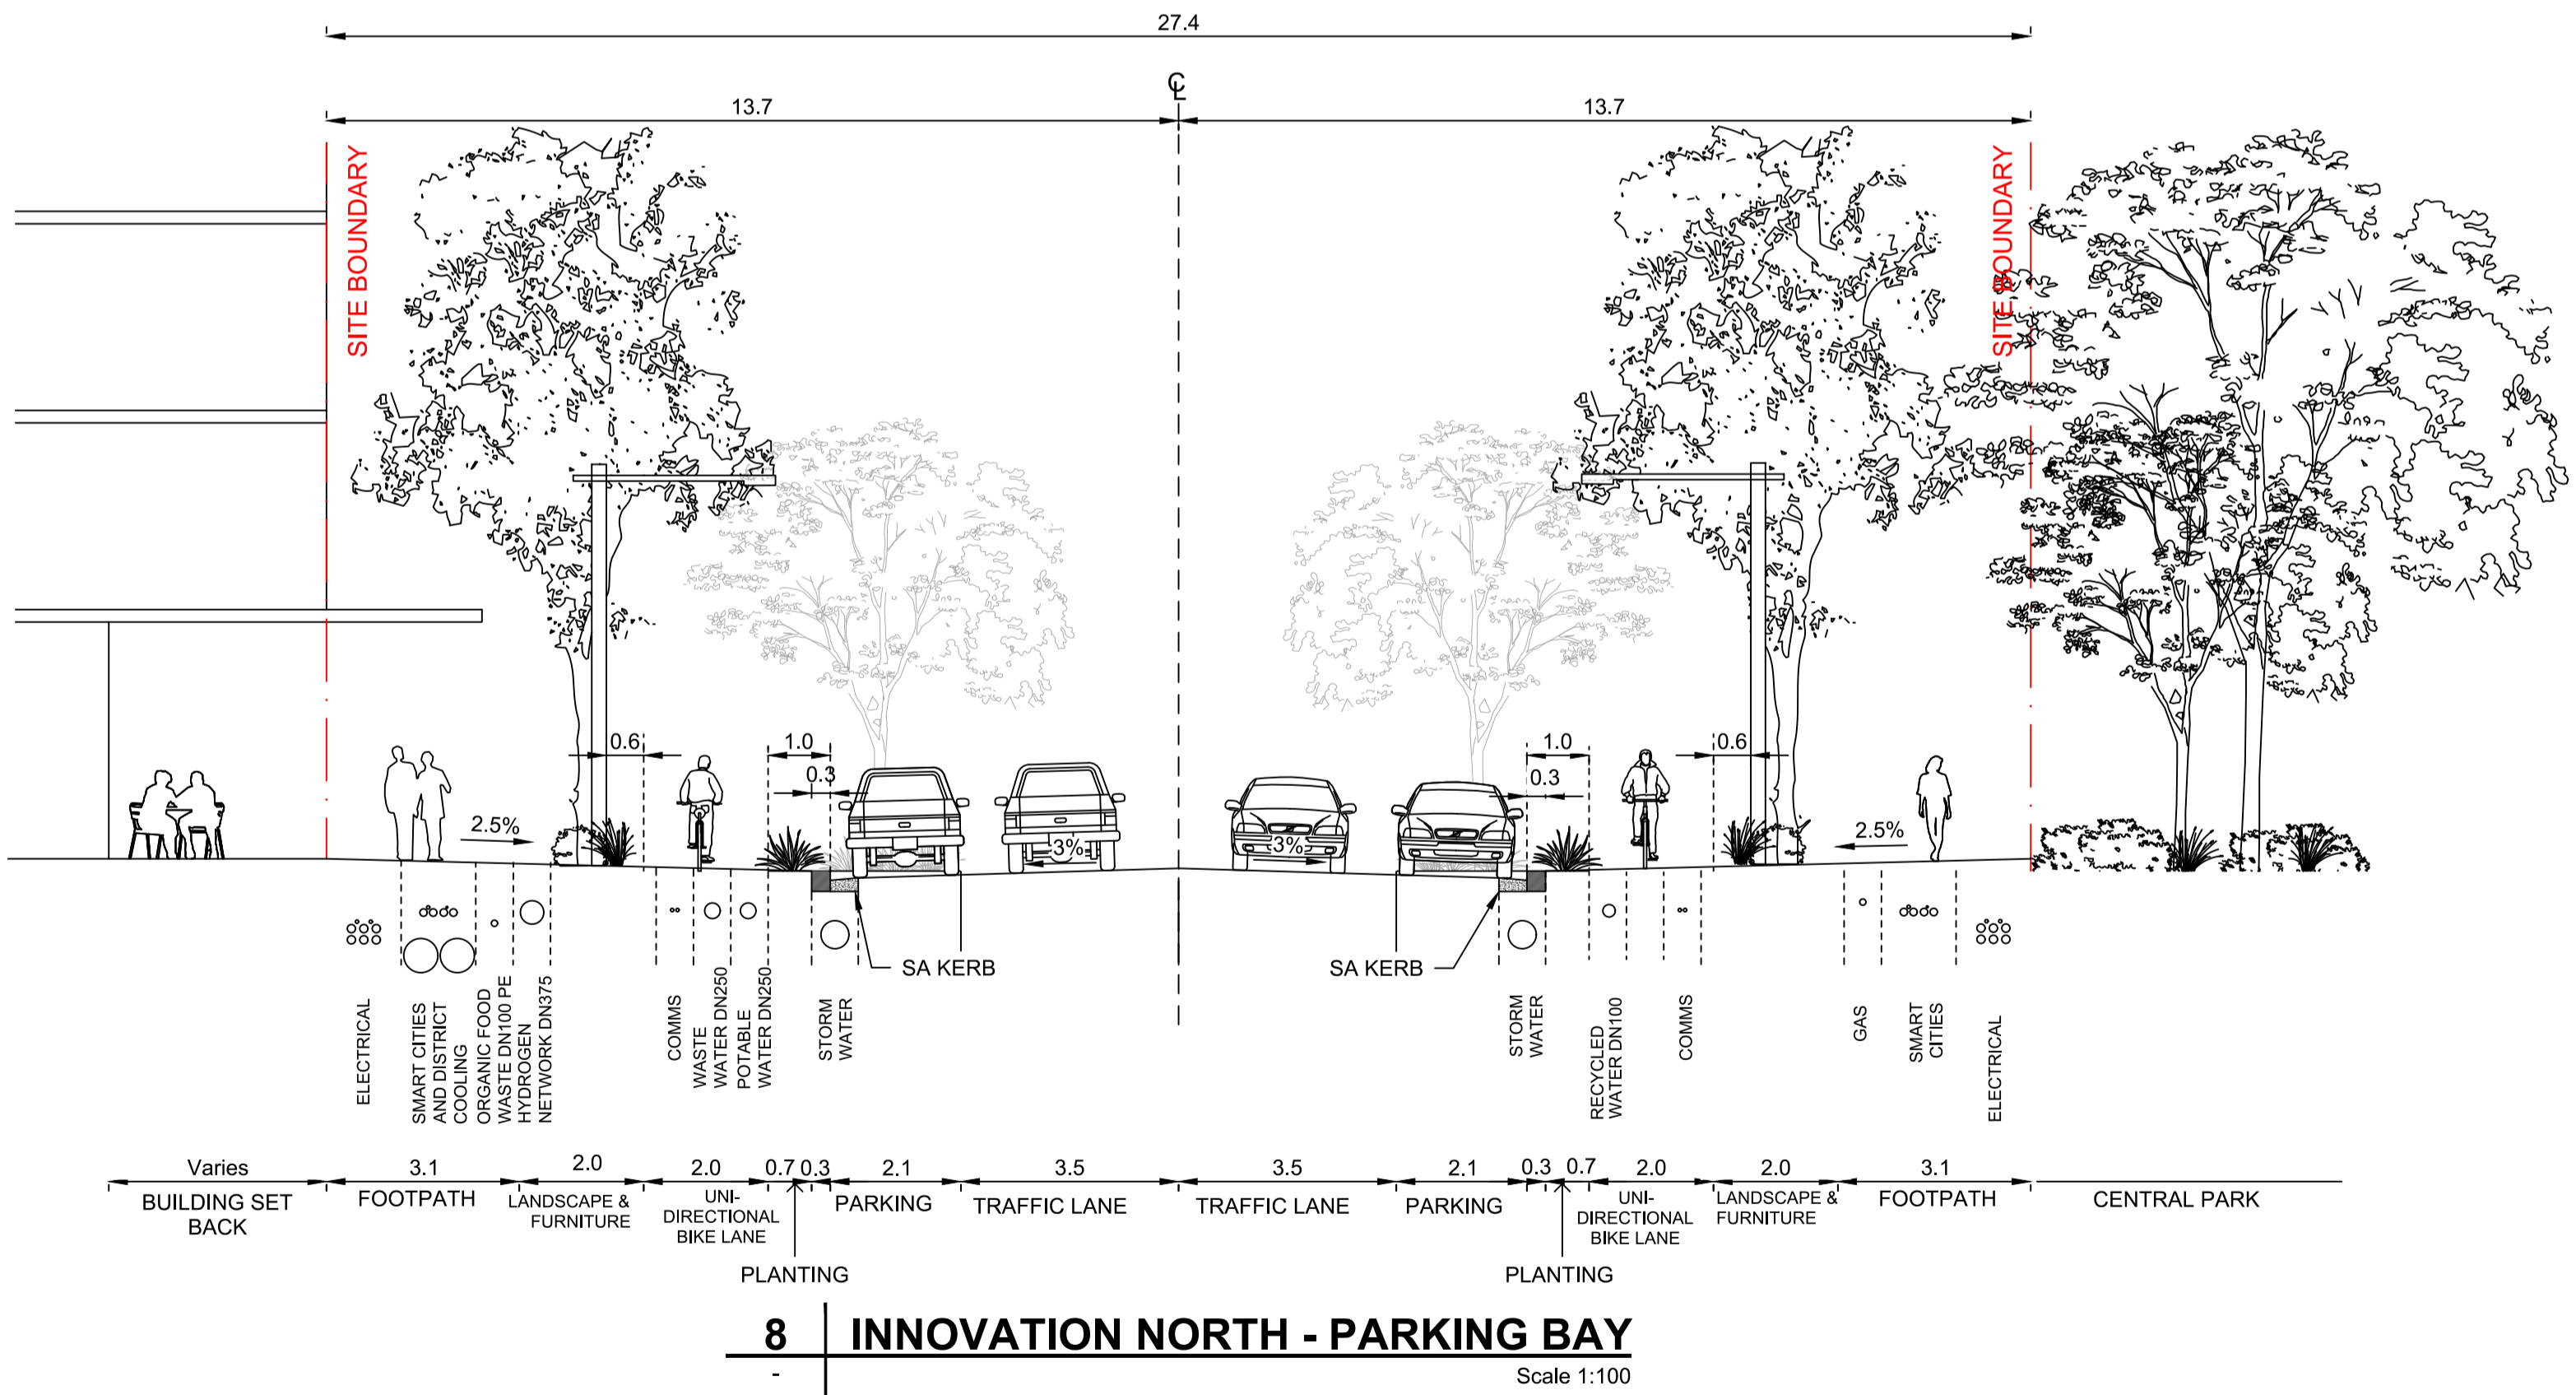 27.4
℄
13.7
13.7
SITE BOUNDARY
SITE BOUNDARY
0.6
1.0
0.3
1.0
0.3
0.6
2.5%
3%
3%
2.5%
SA KERB
SA KERB
ELECTRICAL
SMART CITIES
AND DISTRICT
COOLING
ORGANIC FOOD
WASTE DN100 PE
HYDROGEN
NETWORK DN375
COMMS
WASTE
WATER DN250
POTABLE
WATER DN250
STORM
WATER
STORM
WATER
RECYCLED
WATER DN100
COMMS
GAS
SMART
CITIES
ELECTRICAL
Varies
3.1
2.0
2.0
0.7
0.3
2.1
3.5
3.5
2.1
0.3
0.7
2.0
2.0
3.1
BUILDING SET
BACK
FOOTPATH
LANDSCAPE &
FURNITURE
UNI-
DIRECTIONAL
BIKE LANE
PARKING
TRAFFIC LANE
TRAFFIC LANE
PARKING
UNI-
DIRECTIONAL
BIKE LANE
LANDSCAPE &
FURNITURE
FOOTPATH
CENTRAL PARK
PLANTING
PLANTING
8
-
INNOVATION NORTH - PARKING BAY
Scale 1:100